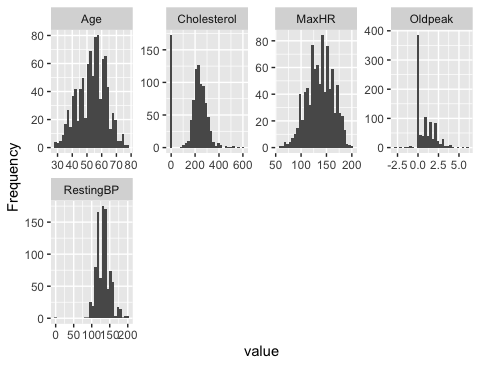 Age
Cholesterol
MaxHR
Oldpeak
80
60
40
20
0
150
100
50
0
80
60
40
20
0
400
300
200
100
0
30 40 50 60 70 80
0 200 400 600
50 100 150 200
-2.5 0.0 2.5 5.0
RestingBP
150
100
50
0
0 50 100 150 200
Frequency
value